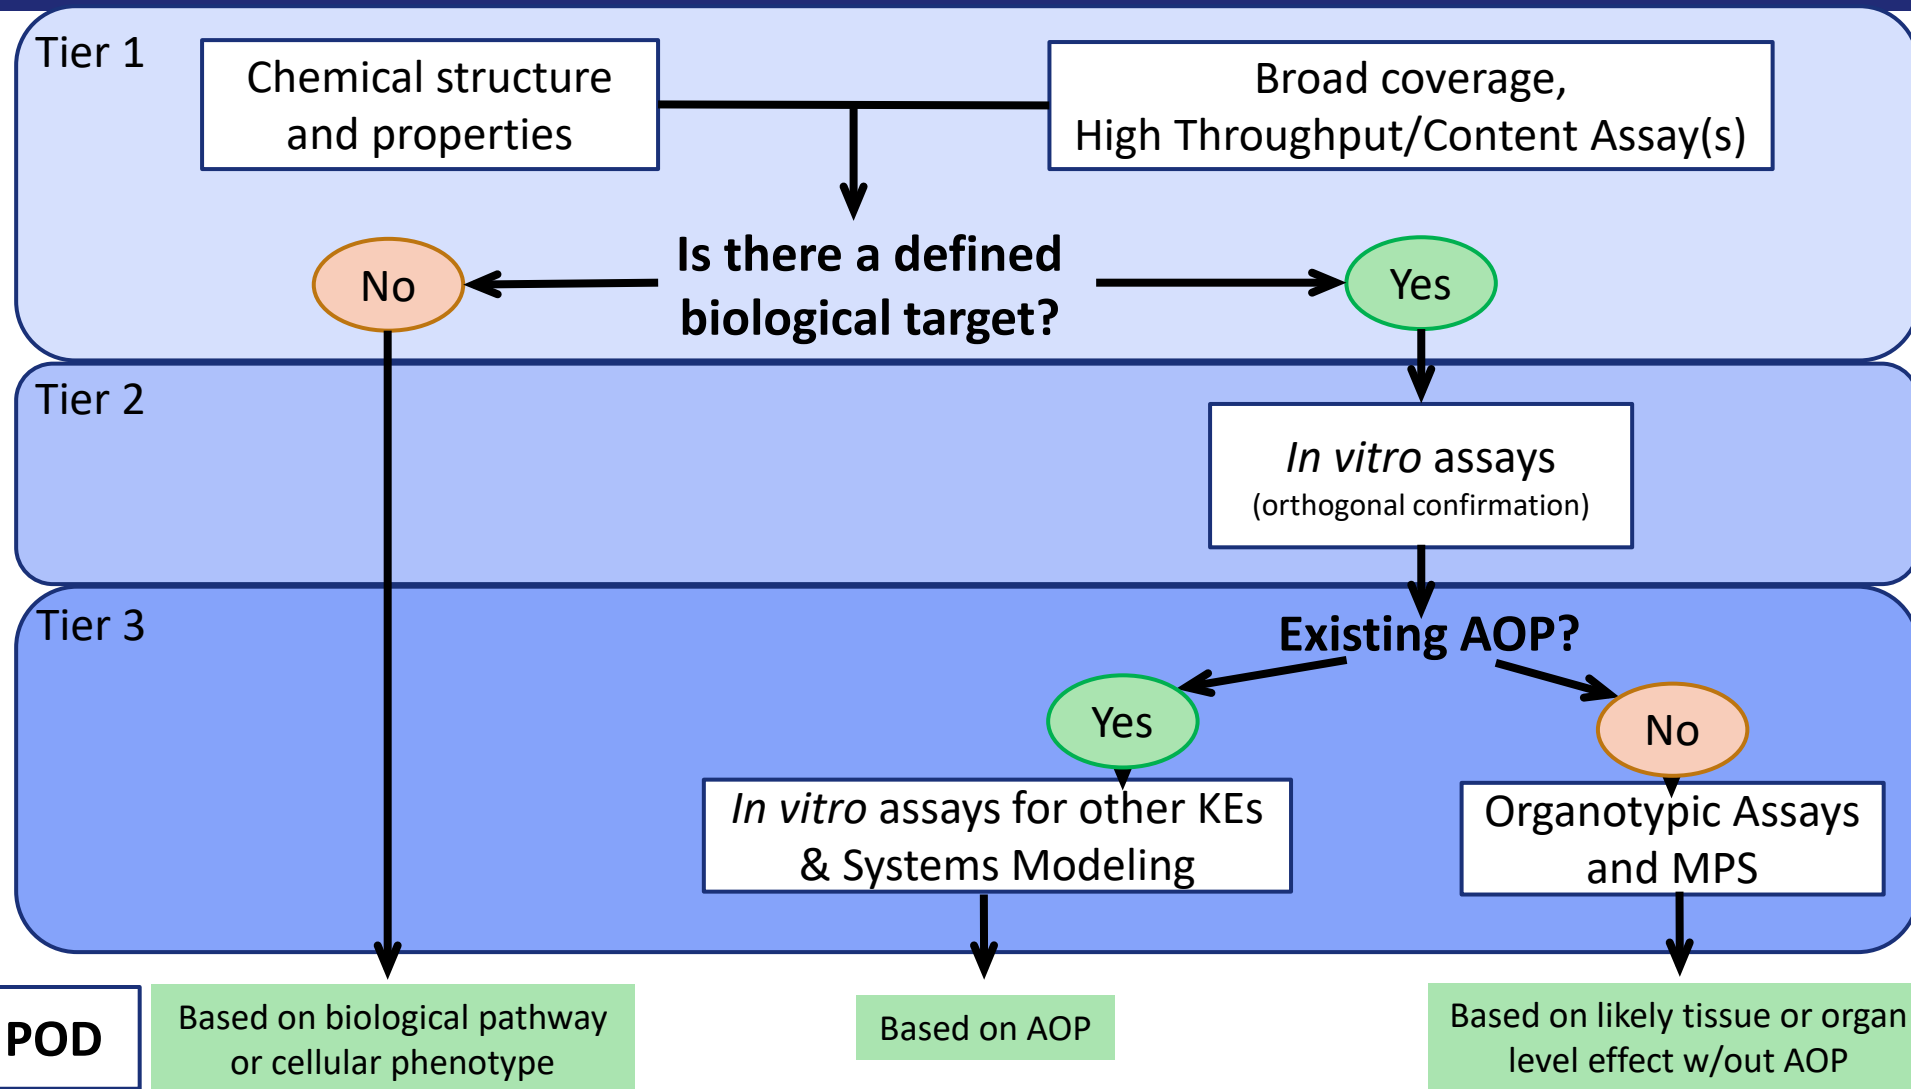 Tier 1
Chemical structure
and properties
Broad coverage,
High Throughput/Content Assay(s)
Is there a defined
biological target?
No
Yes
Tier 2
In vitro assays
(orthogonal confirmation)
Tier 3
Existing AOP?
Yes
No
In vitro assays for other KEs
& Systems Modeling
Organotypic Assays
and MPS
POD
Based on biological pathway
or cellular phenotype
Based on AOP
Based on likely tissue or organ
level effect w/out AOP